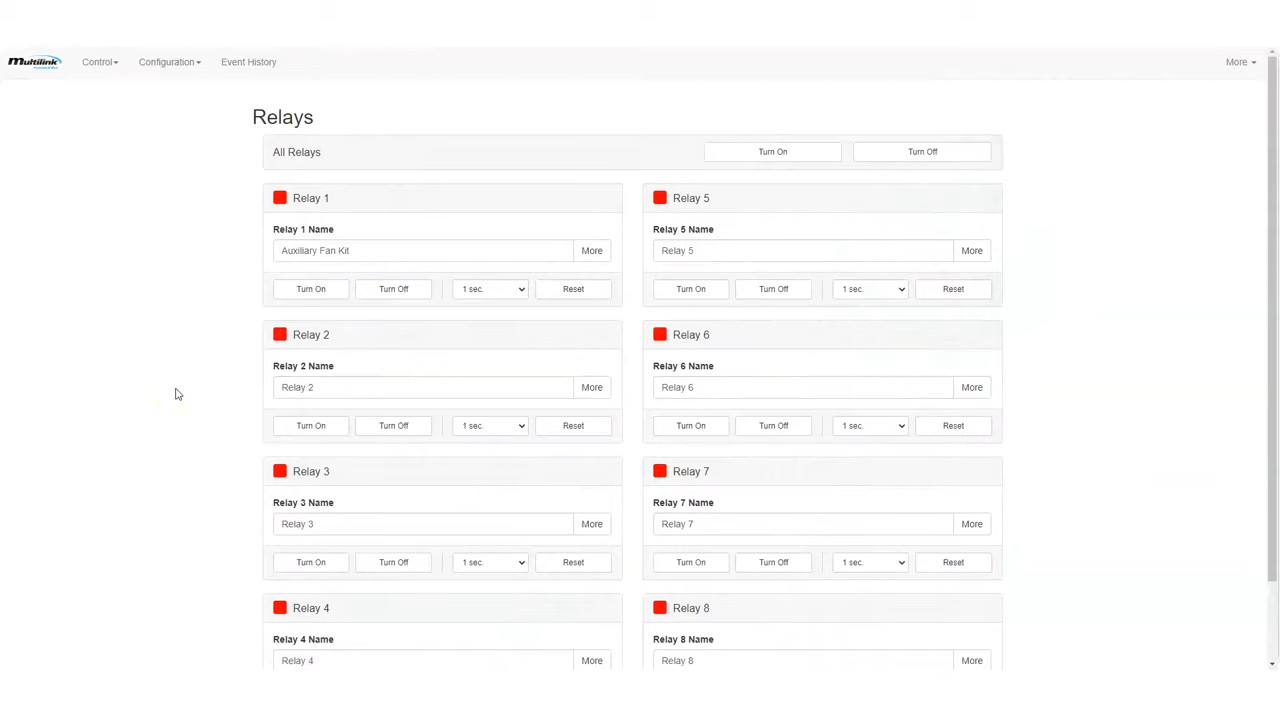 Multilink Control Configuration Event History More
Relays
All Relays Turn On Turn Off
Relay 1
Relay 1 Name
Auxiliary Fan Kit More
Turn On Turn Off 1 sec. Reset
Relay 5
Relay 5 Name
Relay 5 More
Turn On Turn Off 1 sec. Reset
Relay 2
Relay 2 Name
Relay 2 More
Turn On Turn Off 1 sec. Reset
Relay 6
Relay 6 Name
Relay 6 More
Turn On Turn Off 1 sec. Reset
Relay 3
Relay 3 Name
Relay 3 More
Turn On Turn Off 1 sec. Reset
Relay 7
Relay 7 Name
Relay 7 More
Turn On Turn Off 1 sec. Reset
Relay 4
Relay 4 Name
Relay 4 More
Relay 8
Relay 8 Name
Relay 8 More